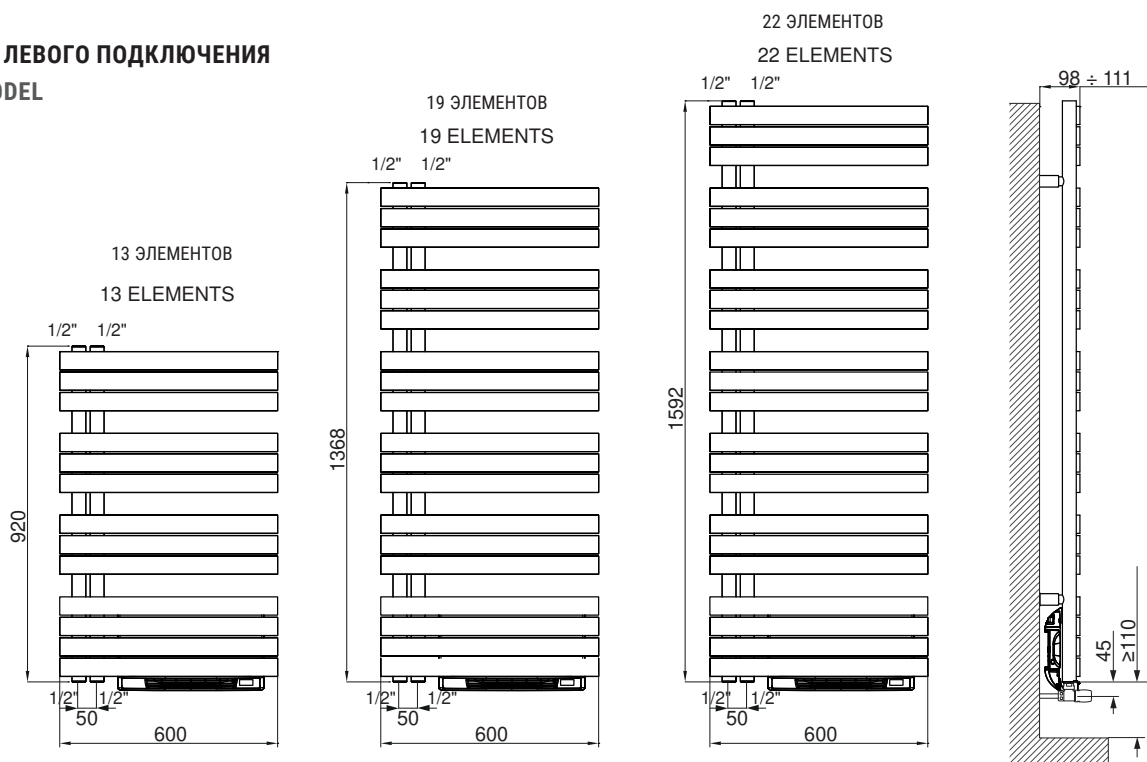 ЛЕВОГО ПОДКЛЮЧЕНИЯ
ODEL
13 ЭЛЕМЕНТОВ
13 ELEMENTS
1/2" 1/2"
920
1/2" 1/2"
50
600
19 ЭЛЕМЕНТОВ
19 ELEMENTS
1/2" 1/2"
1368
1/2" 1/2"
50
600
22 ЭЛЕМЕНТОВ
22 ELEMENTS
1/2" 1/2"
1592
1/2" 1/2"
50
600
98 ÷ 111
45
≥110